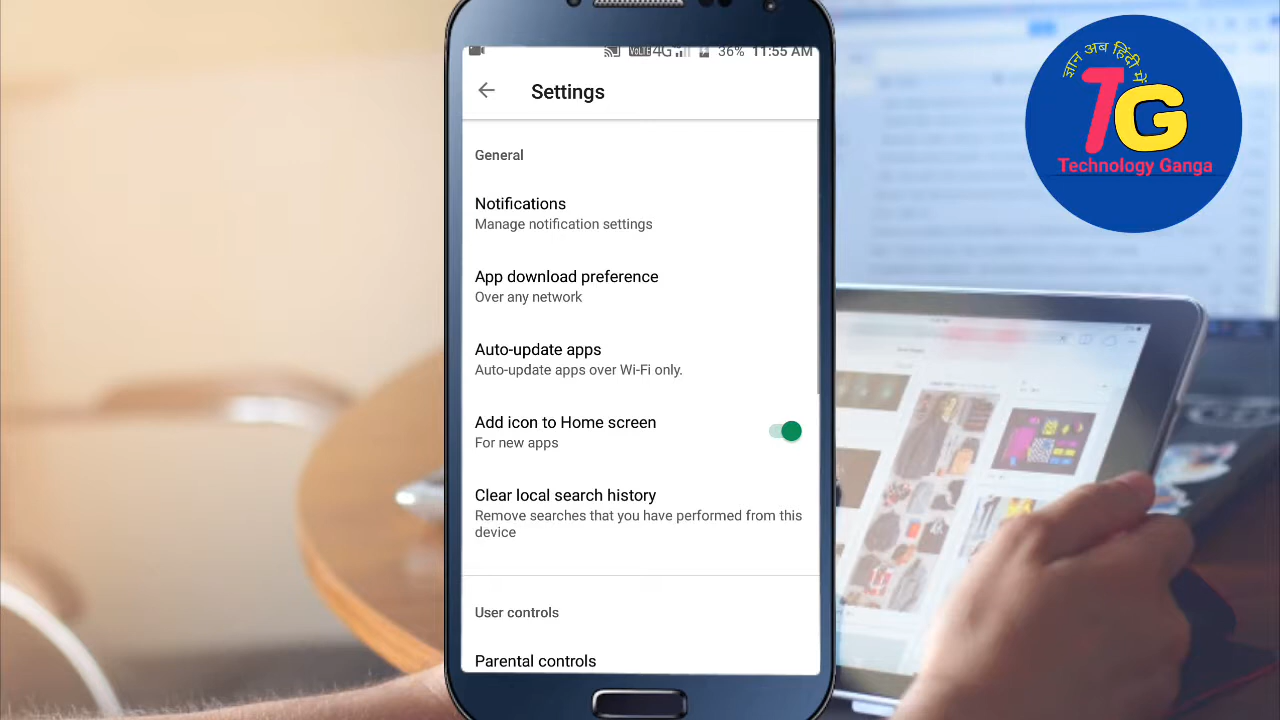 VoLTE 4G 36% 11:55 AM
Settings
General
Notifications
Manage notification settings
App download preference
Over any network
Auto-update apps
Auto-update apps over Wi-Fi only.
Add icon to Home screen
For new apps
Clear local search history
Remove searches that you have performed from this
device
User controls
Parental controls
ज्ञान अब हिंदी में
TG
Technology Ganga